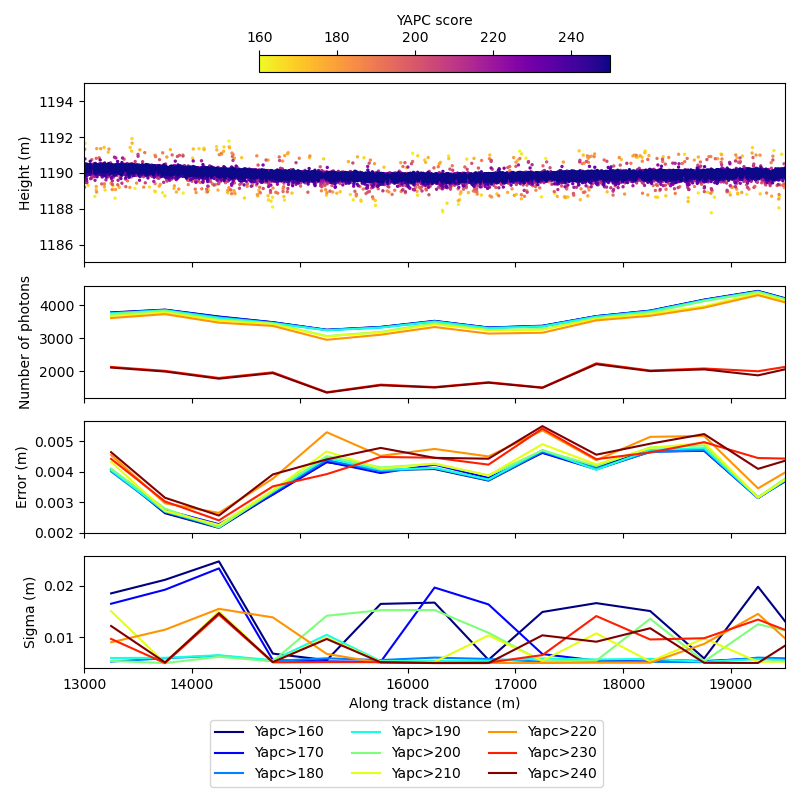 YAPC score
160 180 200 220 240
1194
1192
1190
1188
1186
Height (m)
4000
3000
2000
Number of photons
0.005
0.004
0.003
0.002
Error (m)
0.02
0.01
Sigma (m)
13000 14000 15000 16000 17000 18000 19000
Along track distance (m)
Yapc>160 Yapc>190 Yapc>220
Yapc>170 Yapc>200 Yapc>230
Yapc>180 Yapc>210 Yapc>240